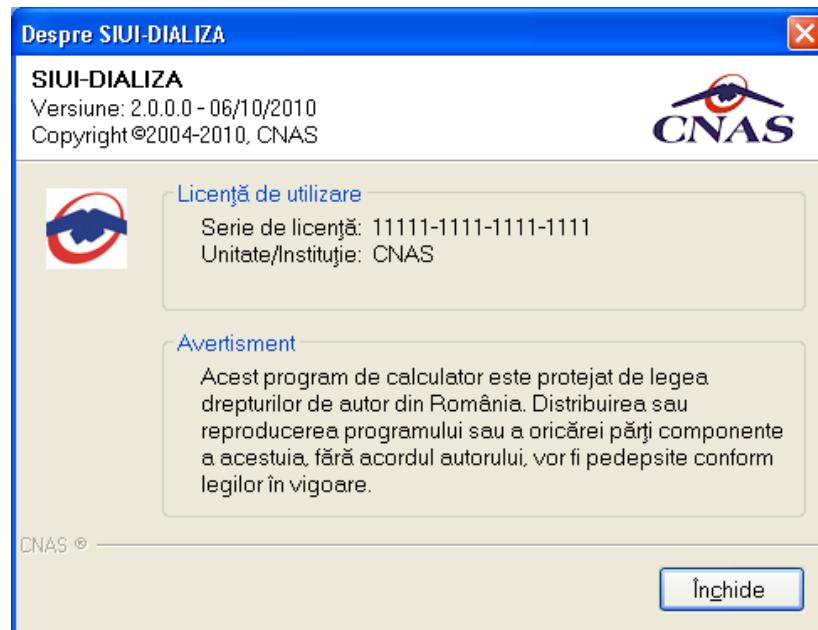 Despre SIUI-DIALIZA
SIUI-DIALIZA
Versiune: 2.0.0.0 - 06/10/2010
Copyright ©2004-2010, CNAS
CNAS
Licenţă de utilizare
Serie de licenţă: 11111-1111-1111-1111
Unitate/Instituţie: CNAS
Avertisment
Acest program de calculator este protejat de legea
drepturilor de autor din România. Distribuirea sau
reproducerea programului sau a oricărei părţi componente
a acestuia, fără acordul autorului, vor fi pedepsite conform
legilor în vigoare.
CNAS ®
Închide